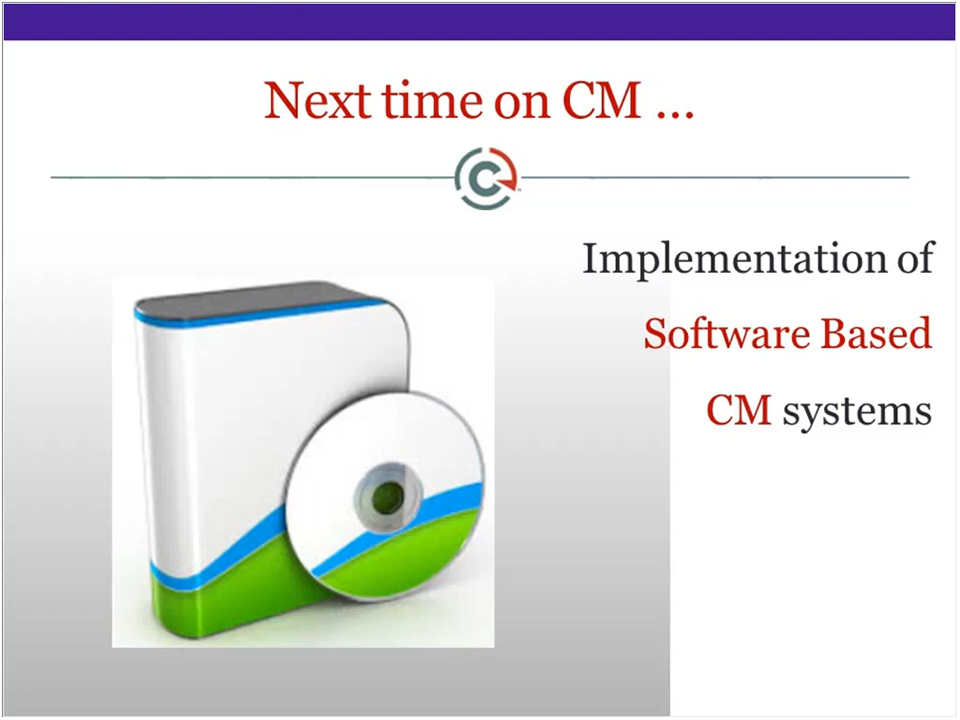 Next time on CM ...
Implementation of
Software Based
CM systems